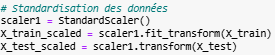 # Standardisation des données
scaler1 = StandardScaler()
X_train_scaled = scaler1.fit_transform(X_train)
X_test_scaled = scaler1.transform(X_test)